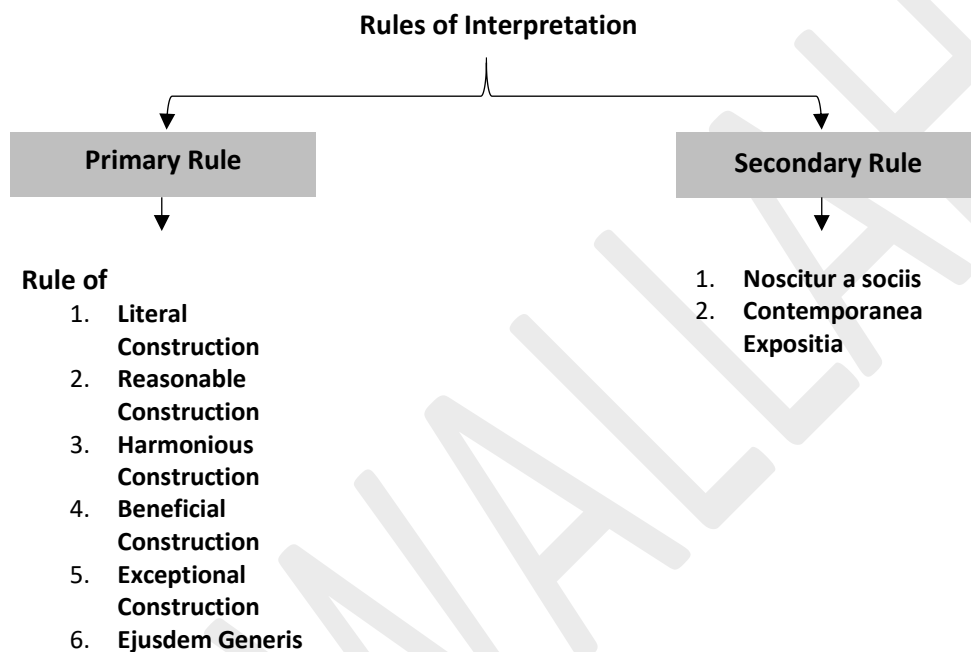 Rules of Interpretation
Primary Rule
Secondary Rule
Rule of
1. Literal
Construction
2. Reasonable
Construction
3. Harmonious
Construction
4. Beneficial
Construction
5. Exceptional
Construction
6. Ejusdem Generis
1. Noscitur a sociis
2. Contemporanea
Expositia
WALLAH